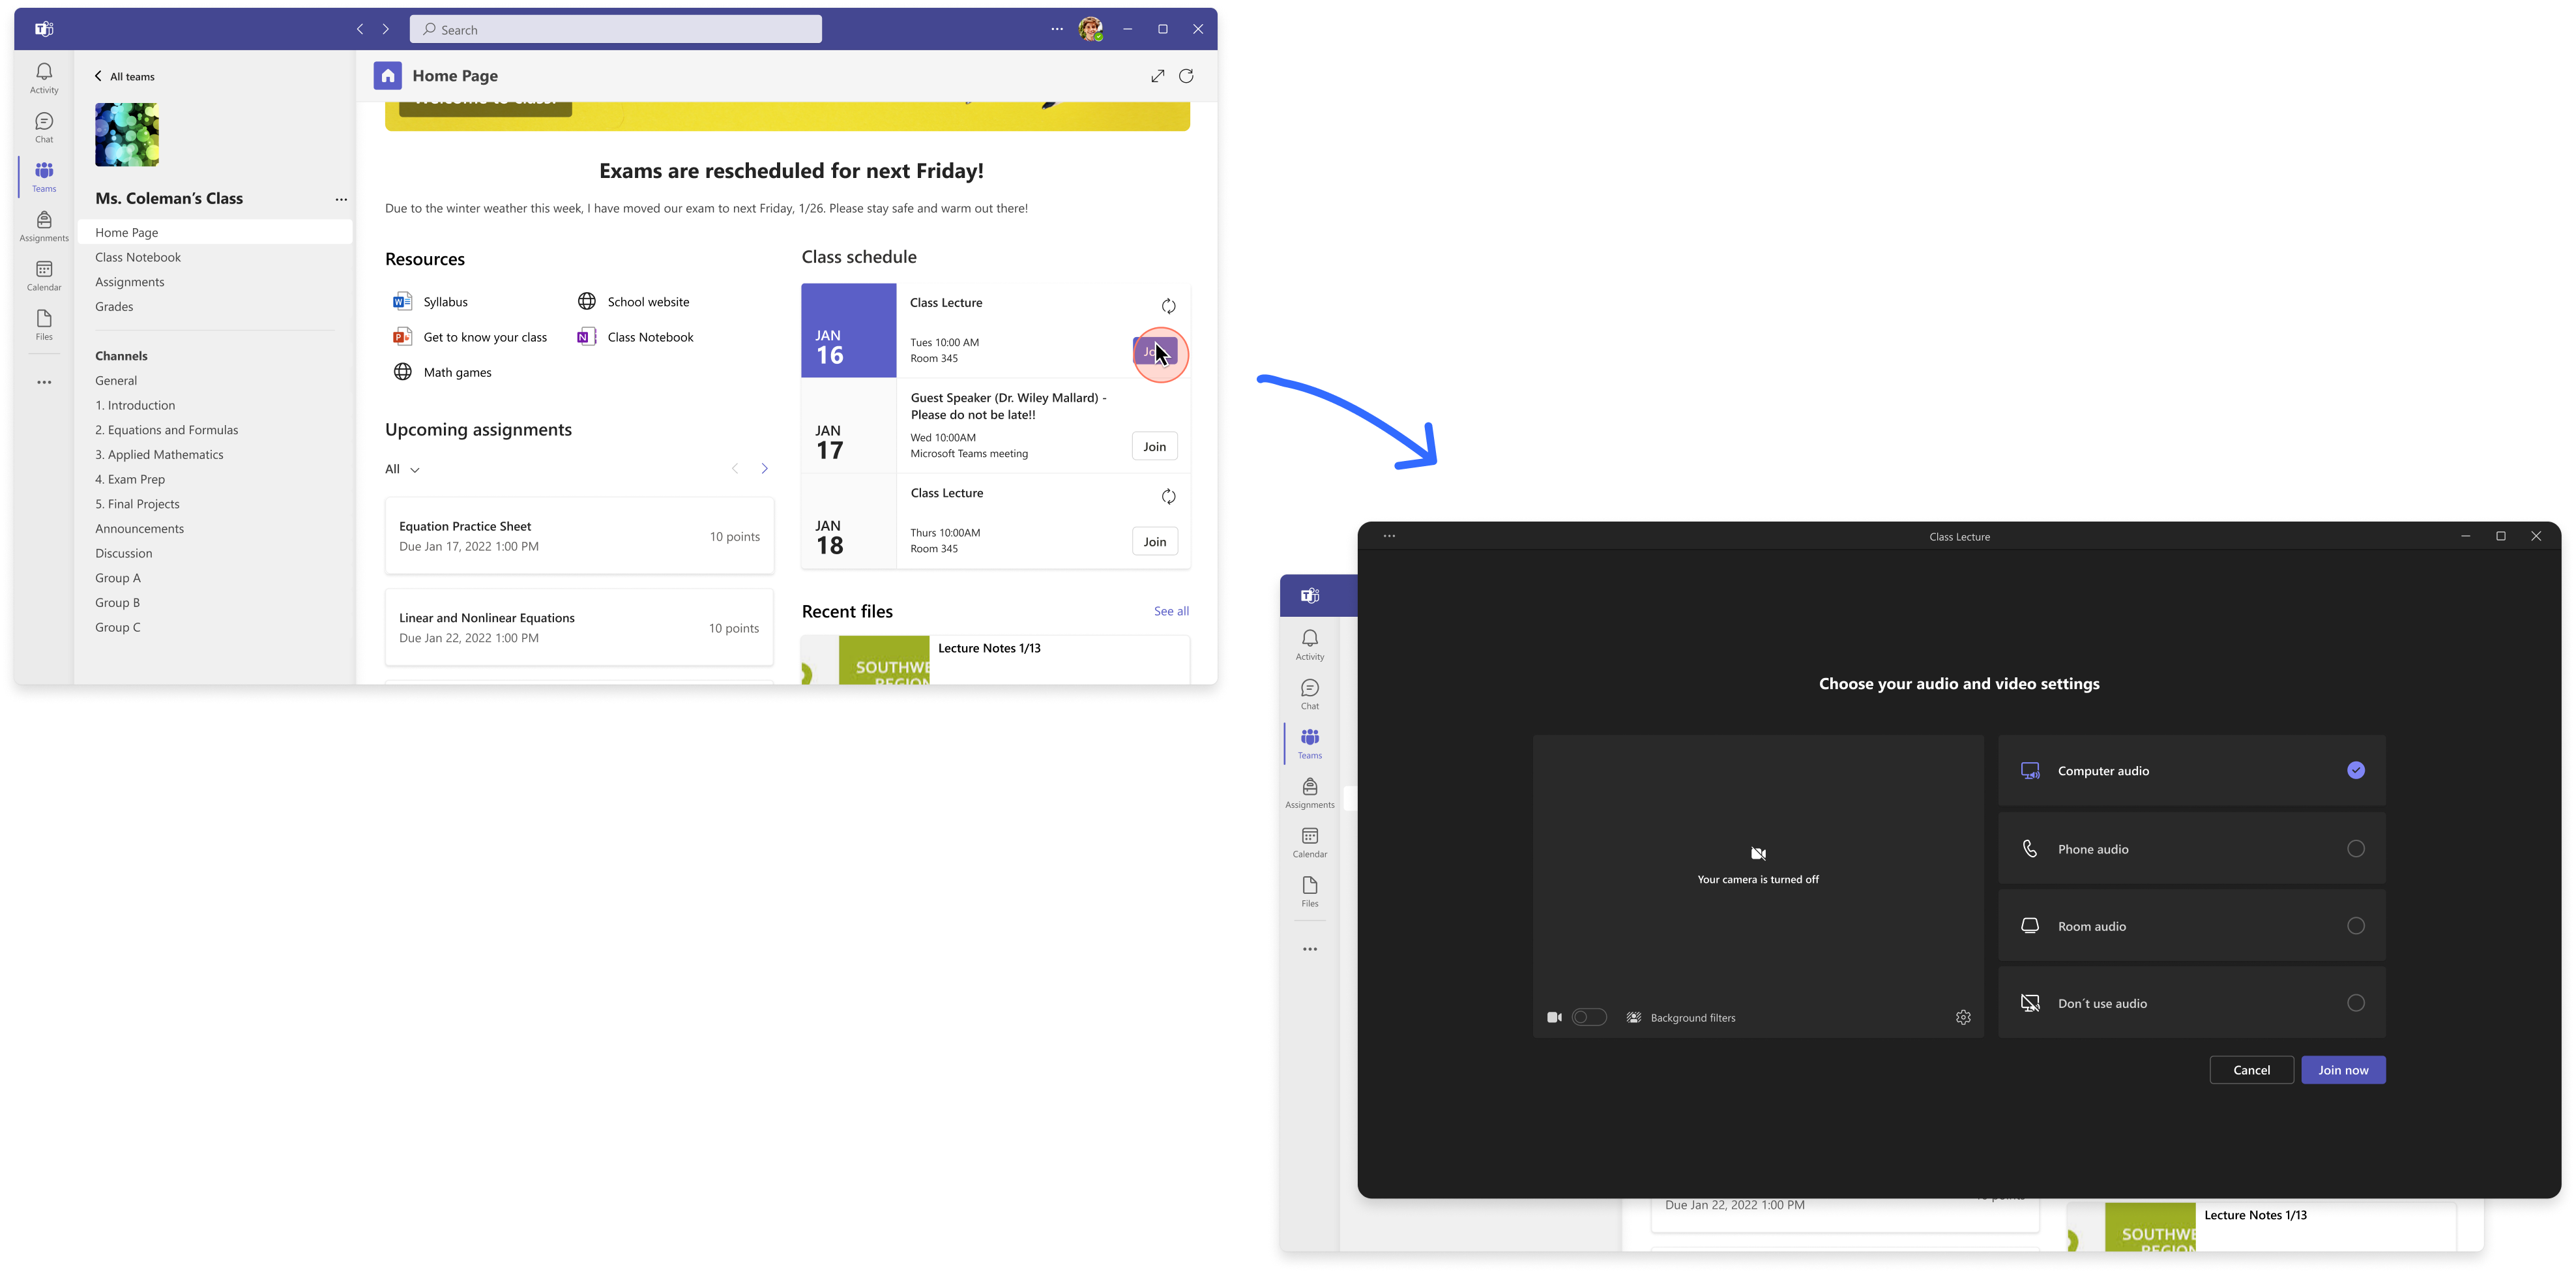 Search
Activity
Chat
Teams
Assignments
Calendar
Files
All teams
Ms. Coleman's Class
Home Page
Class Notebook
Assignments
Grades
Channels
General
1. Introduction
2. Equations and Formulas
3. Applied Mathematics
4. Exam Prep
5. Final Projects
Announcements
Discussion
Group A
Group B
Group C
Home Page
Welcome to class!
Exams are rescheduled for next Friday!
Due to the winter weather this week, I have moved our exam to next Friday, 1/26. Please stay safe and warm out there!
Resources
Syllabus
School website
Get to know your class
Class Notebook
Math games
Upcoming assignments
All
Equation Practice Sheet
Due Jan 17, 2022 1:00 PM
10 points
Linear and Nonlinear Equations
Due Jan 22, 2022 1:00 PM
10 points
Class schedule
JAN
16
Class Lecture
Tues 10:00 AM
Room 345
JAN
17
Guest Speaker (Dr. Wiley Mallard) -
Please do not be late!!
Wed 10:00AM
Microsoft Teams meeting
Join
JAN
18
Class Lecture
Thurs 10:00AM
Room 345
Join
Recent files
See all
SOUTHWE
REGION
Lecture Notes 1/13
Activity
Chat
Teams
Assignments
Calendar
Files
Class Lecture
Choose your audio and video settings
Your camera is turned off
Background filters
Computer audio
Phone audio
Room audio
Don´t use audio
Cancel
Join now
Due Jan 22, 2022 1:00 PM
SOUTHWE
REGION
Lecture Notes 1/13